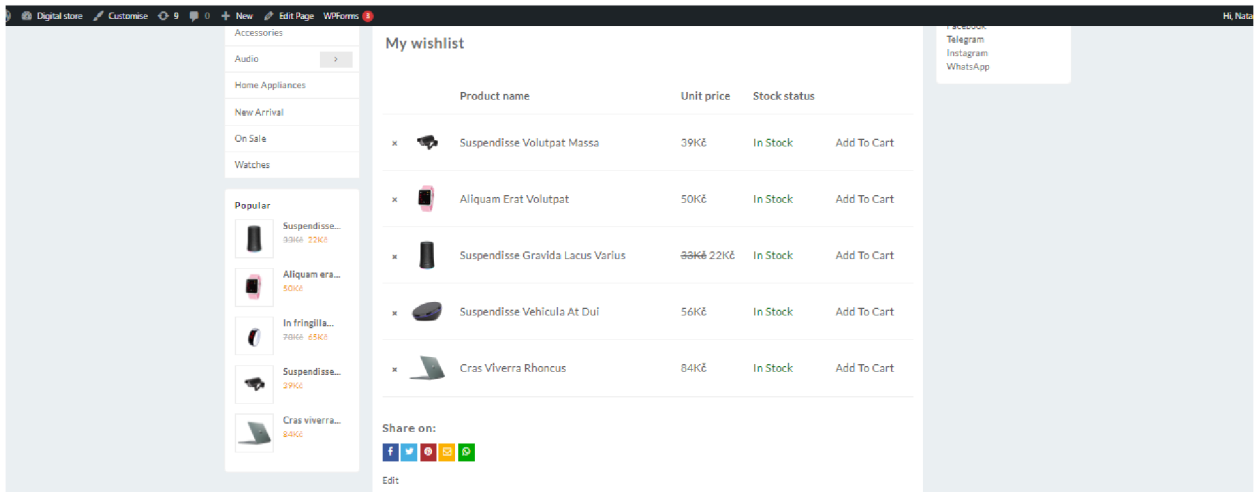 Digital store Customise 9 0 New Edit Page WPForms 3 Hi, Nata
Accessories
Audio
Home Appliances
New Arrival
On Sale
Watches
Popular
Suspendisse...
33Kč 22Kč
Aliquam era...
50Kč
In fringilla...
70Kč 65Kč
Suspendisse...
39Kč
Cras viverra...
84Kč
My wishlist
Product name Unit price Stock status
× Suspendisse Volutpat Massa 39Kč In Stock Add To Cart
× Aliquam Erat Volutpat 50Kč In Stock Add To Cart
× Suspendisse Gravida Lacus Varius 33Kč 22Kč In Stock Add To Cart
× Suspendisse Vehicula At Dui 56Kč In Stock Add To Cart
× Cras Viverra Rhoncus 84Kč In Stock Add To Cart
Share on:
Edit
Facebook
Telegram
Instagram
WhatsApp